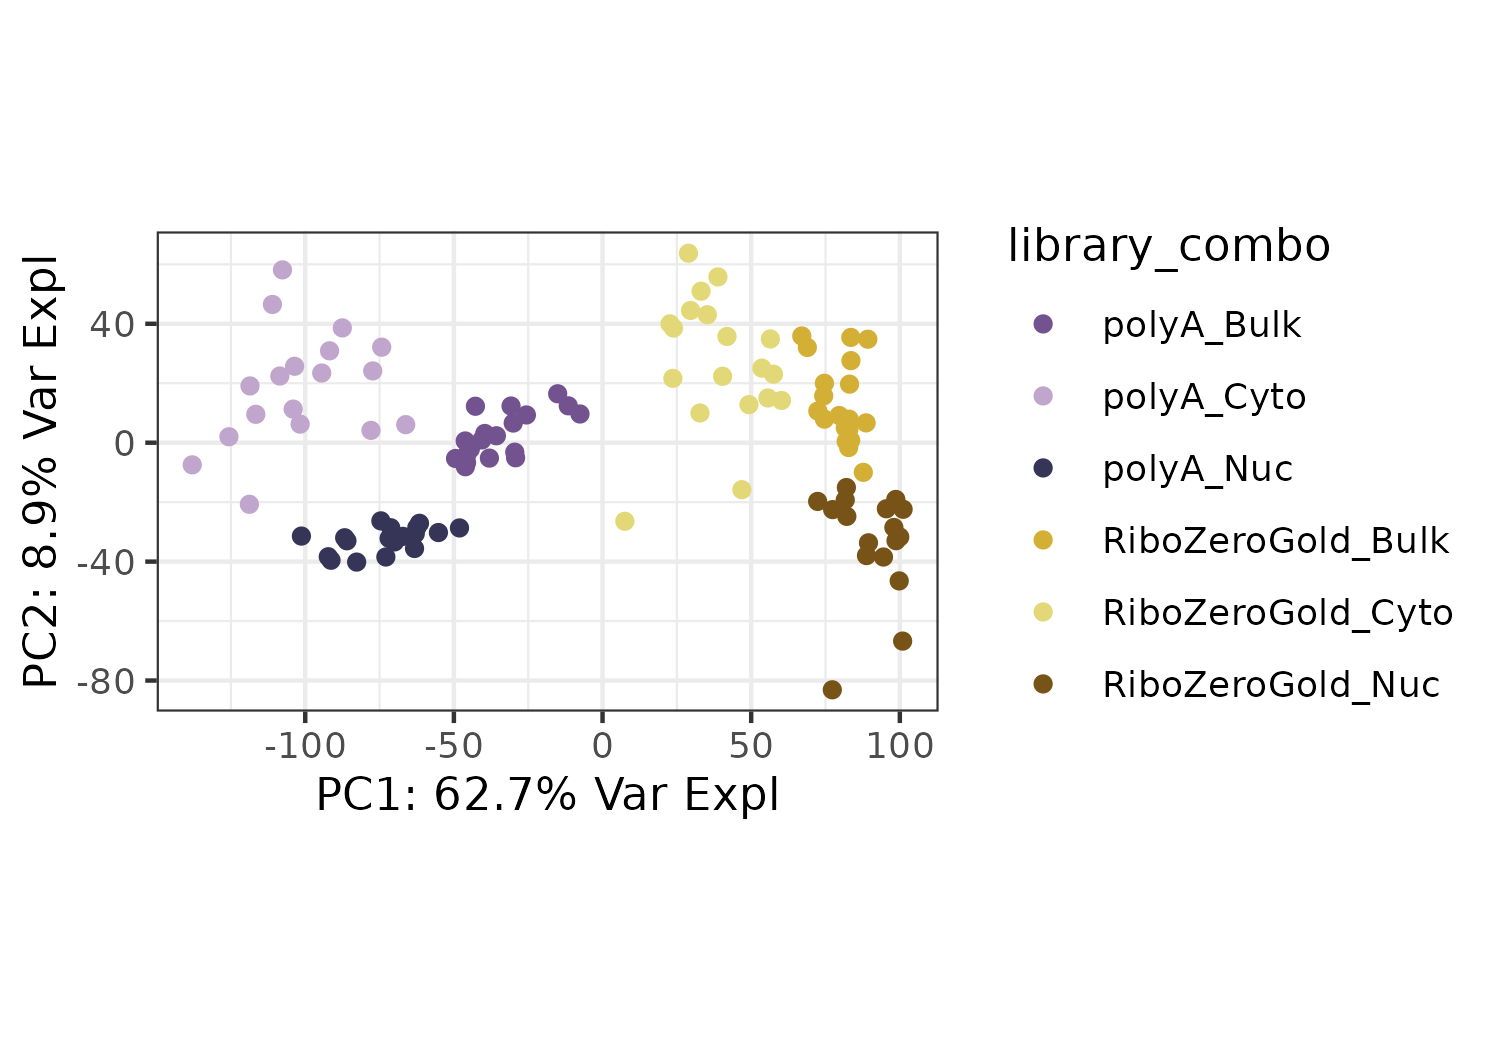 library_combo
polyA_Bulk
polyA_Cyto
polyA_Nuc
RiboZeroGold_Bulk
RiboZeroGold_Cyto
RiboZeroGold_Nuc
PC2: 8.9% Var Expl
40
0
-40
-80
-100
-50
0
50
100
PC1: 62.7% Var Expl